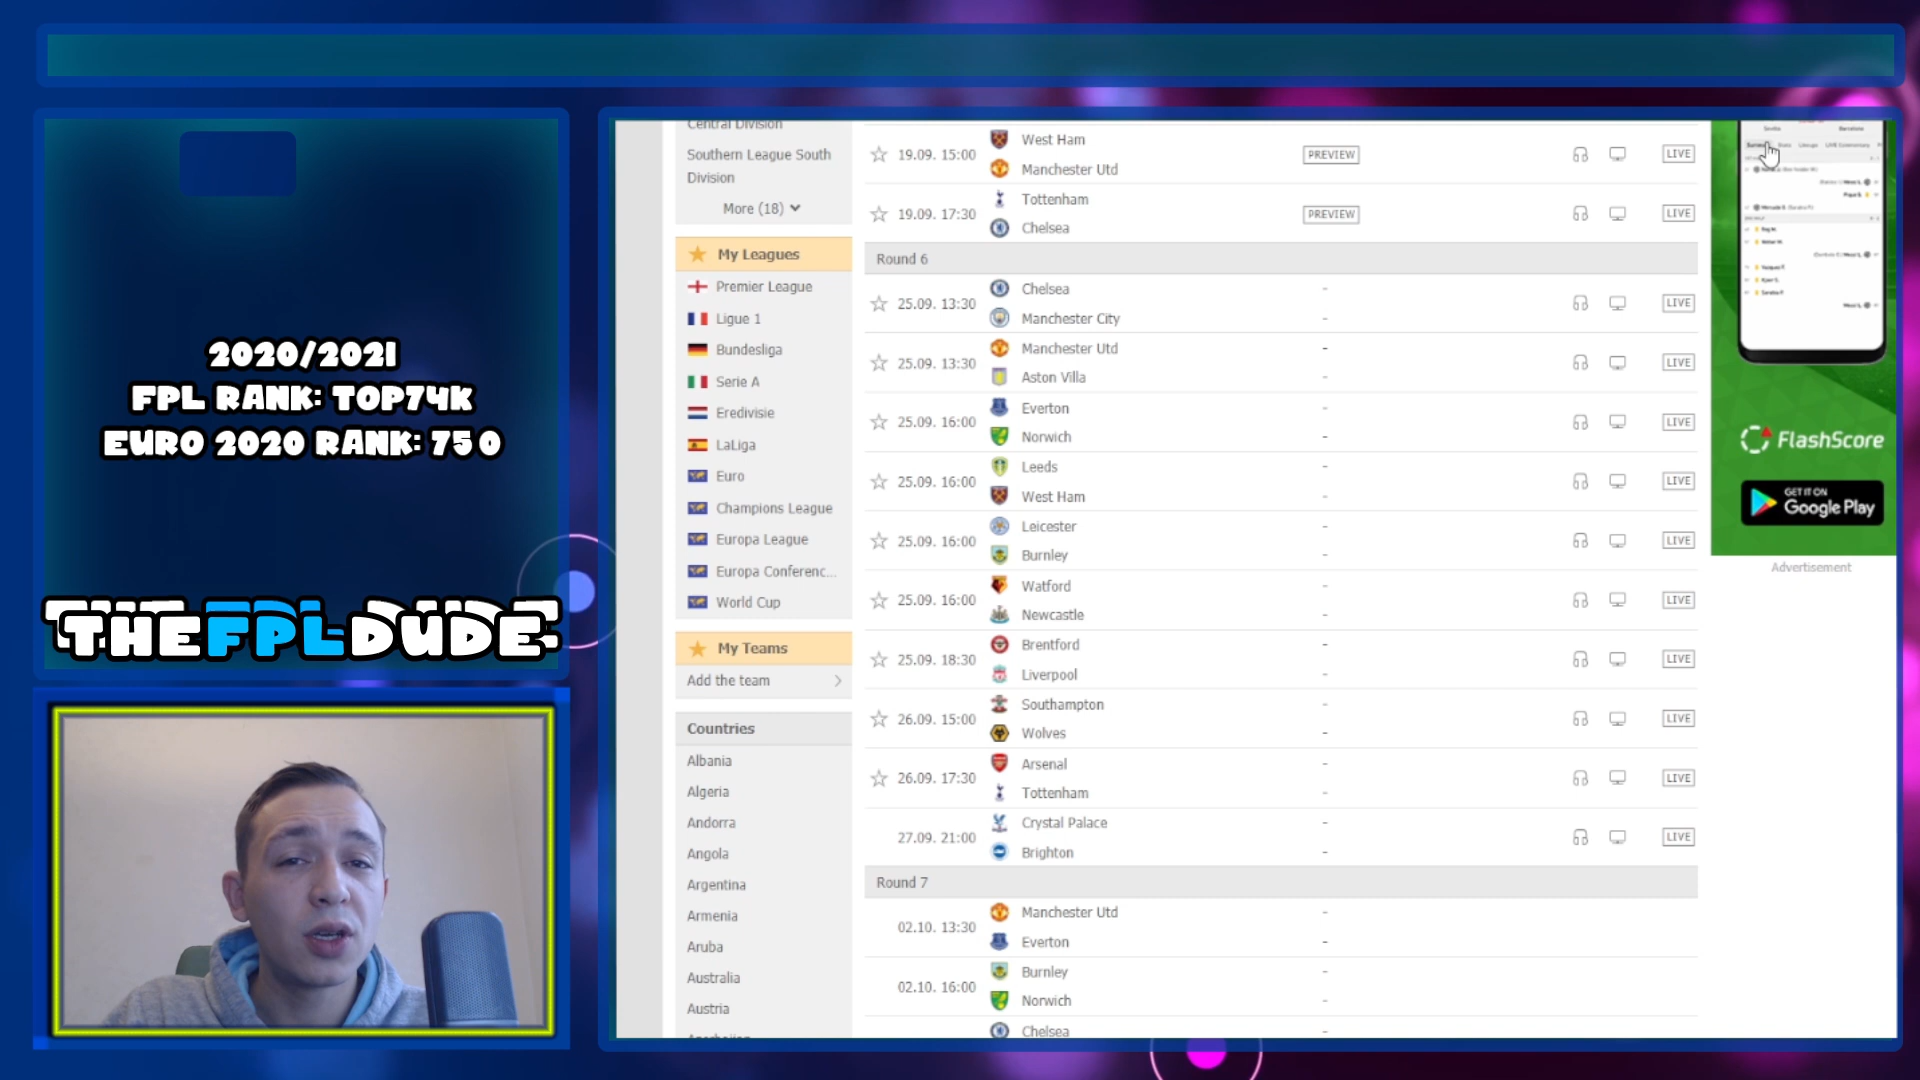 2020/2021
FPL RANK: TOP74K
EURO 2020 RANK: 750
THEFPLDUDE
Central Division
Southern League South
Division
More (18)
My Leagues
Premier League
Ligue 1
Bundesliga
Serie A
Eredivisie
LaLiga
Euro
Champions League
Europa League
Europa Conferenc...
World Cup
My Teams
Add the team
Countries
Albania
Algeria
Andorra
Angola
Argentina
Armenia
Aruba
Australia
Austria
19.09. 15:00 West Ham PREVIEW LIVE
Manchester Utd
19.09. 17:30 Tottenham PREVIEW LIVE
Chelsea
Round 6
25.09. 13:30 Chelsea - LIVE
Manchester City -
25.09. 13:30 Manchester Utd - LIVE
Aston Villa -
25.09. 16:00 Everton - LIVE
Norwich -
25.09. 16:00 Leeds - LIVE
West Ham -
25.09. 16:00 Leicester - LIVE
Burnley -
25.09. 16:00 Watford - LIVE
Newcastle -
25.09. 18:30 Brentford - LIVE
Liverpool -
26.09. 15:00 Southampton - LIVE
Wolves -
26.09. 17:30 Arsenal - LIVE
Tottenham -
27.09. 21:00 Crystal Palace - LIVE
Brighton -
Round 7
02.10. 13:30 Manchester Utd -
Everton -
02.10. 16:00 Burnley -
Norwich -
Chelsea -
FlashScore
GET IT ON
Google Play
Advertisement